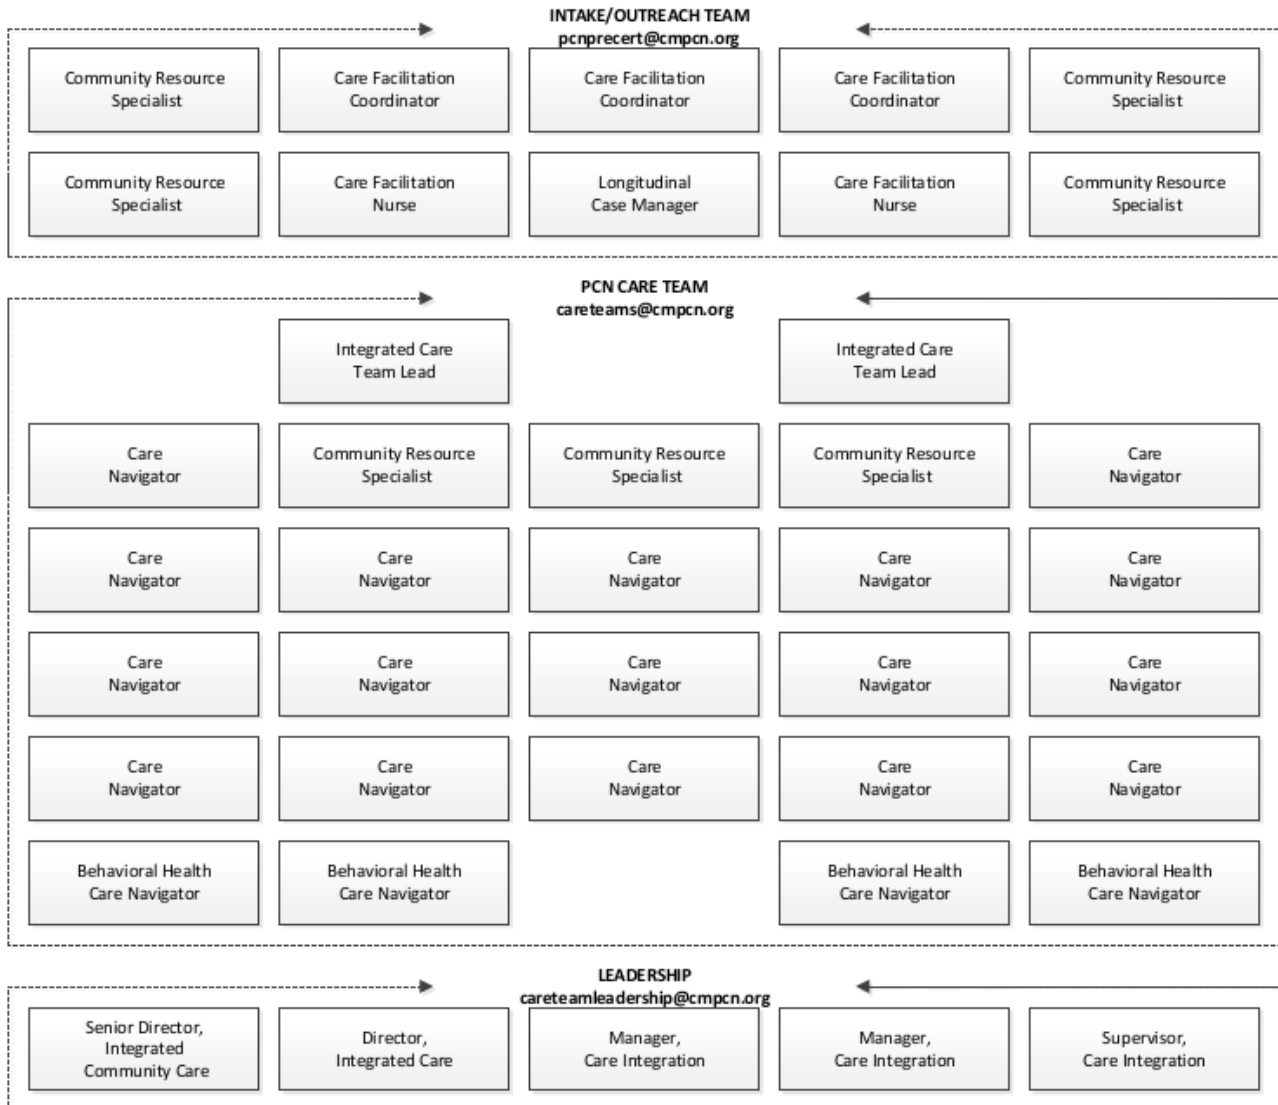 INTAKE/OUTREACH TEAM
pcnprecert@cmpcn.org
Community Resource
Specialist
Care Facilitation
Coordinator
Care Facilitation
Coordinator
Care Facilitation
Coordinator
Community Resource
Specialist
Community Resource
Specialist
Care Facilitation
Nurse
Longitudinal
Case Manager
Care Facilitation
Nurse
Community Resource
Specialist
PCN CARE TEAM
careteams@cmpcn.org
Integrated Care
Team Lead
Integrated Care
Team Lead
Care
Navigator
Community Resource
Specialist
Community Resource
Specialist
Community Resource
Specialist
Care
Navigator
Care
Navigator
Care
Navigator
Care
Navigator
Care
Navigator
Care
Navigator
Care
Navigator
Care
Navigator
Care
Navigator
Care
Navigator
Care
Navigator
Care
Navigator
Care
Navigator
Care
Navigator
Care
Navigator
Care
Navigator
Behavioral Health
Care Navigator
Behavioral Health
Care Navigator
Behavioral Health
Care Navigator
Behavioral Health
Care Navigator
LEADERSHIP
careteamleadership@cmpcn.org
Senior Director,
Integrated
Community Care
Director,
Integrated Care
Manager,
Care Integration
Manager,
Care Integration
Supervisor,
Care Integration